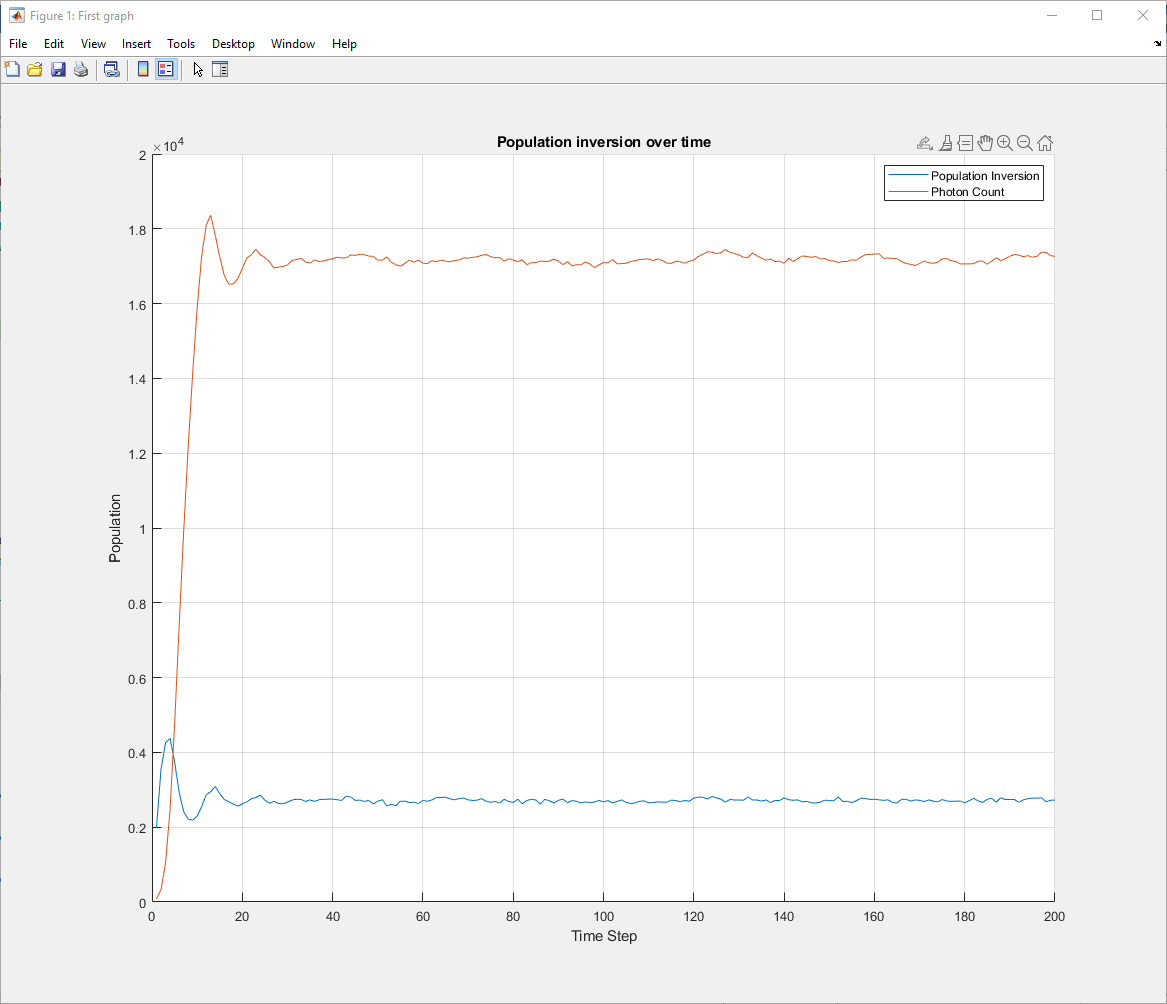 Figure 1: First graph
File Edit View Insert Tools Desktop Window Help
Population inversion over time
×10⁴
Population Inversion
Photon Count
2
1.8
1.6
1.4
1.2
1
0.8
0.6
0.4
0.2
0
Population
0 20 40 60 80 100 120 140 160 180 200
Time Step